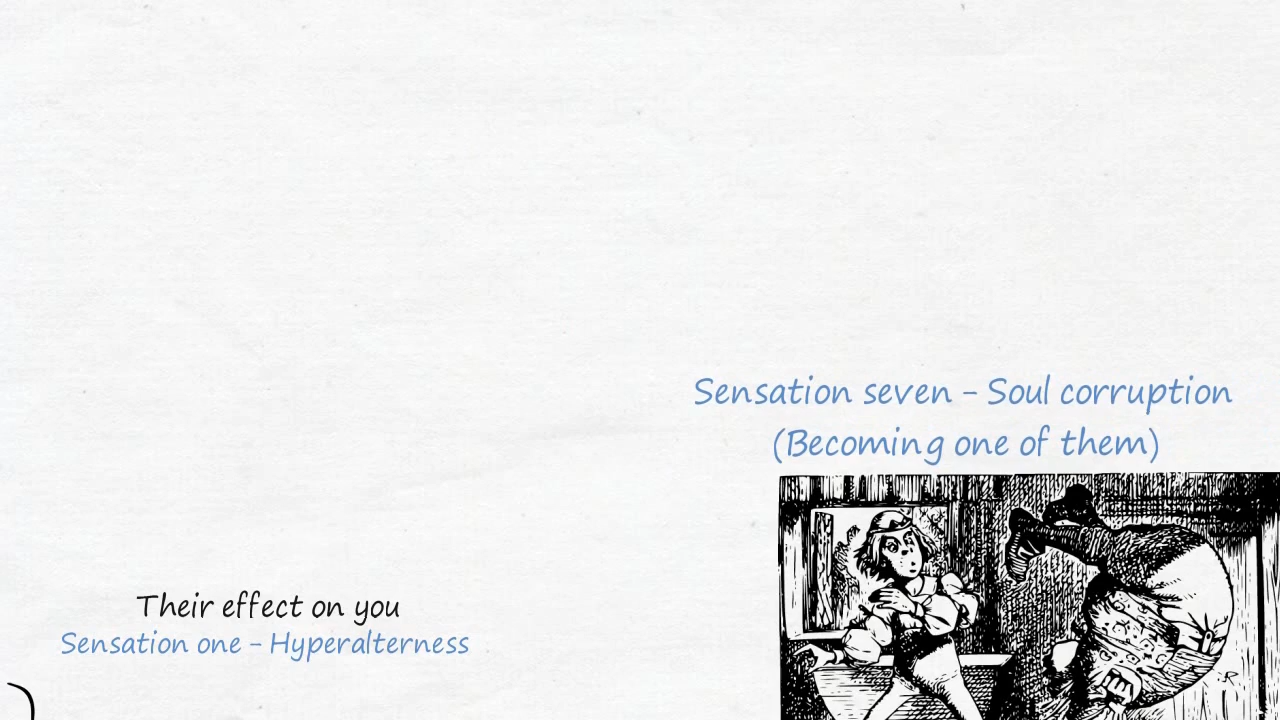 Sensation seven - Soul corruption
(Becoming one of them)
Their effect on you
Sensation one - Hyperalterness